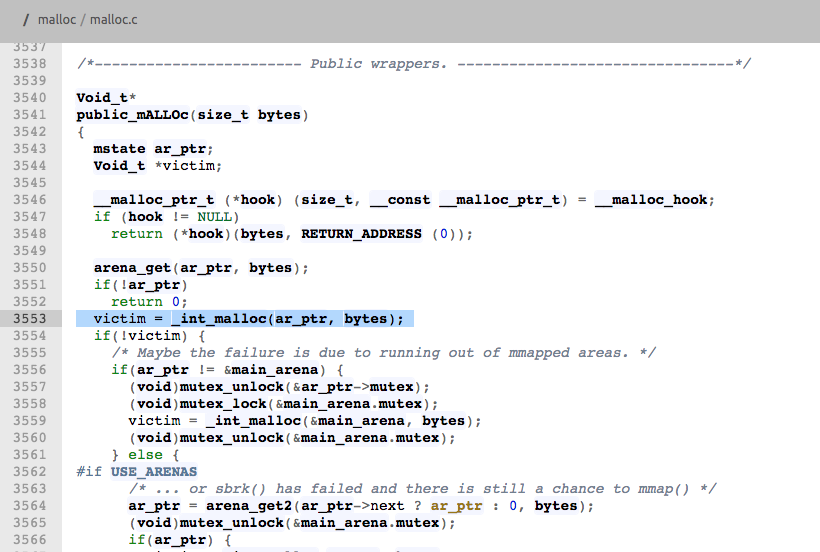 / malloc / malloc.c
3537
3538 /*------------------------ Public wrappers. --------------------------------*/
3539
3540 Void_t*
3541 public_mALLOc(size_t bytes)
3542 {
3543   mstate ar_ptr;
3544   Void_t *victim;
3545
3546   __malloc_ptr_t (*hook) (size_t, __const __malloc_ptr_t) = __malloc_hook;
3547   if (hook != NULL)
3548     return (*hook)(bytes, RETURN_ADDRESS (0));
3549
3550   arena_get(ar_ptr, bytes);
3551   if(!ar_ptr)
3552     return 0;
3553   victim = _int_malloc(ar_ptr, bytes);
3554   if(!victim) {
3555     /* Maybe the failure is due to running out of mmapped areas. */
3556     if(ar_ptr != &main_arena) {
3557       (void)mutex_unlock(&ar_ptr->mutex);
3558       (void)mutex_lock(&main_arena.mutex);
3559       victim = _int_malloc(&main_arena, bytes);
3560       (void)mutex_unlock(&main_arena.mutex);
3561     } else {
3562 #if USE_ARENAS
3563       /* ... or sbrk() has failed and there is still a chance to mmap() */
3564       ar_ptr = arena_get2(ar_ptr->next ? ar_ptr : 0, bytes);
3565       (void)mutex_unlock(&main_arena.mutex);
3566       if(ar_ptr) {